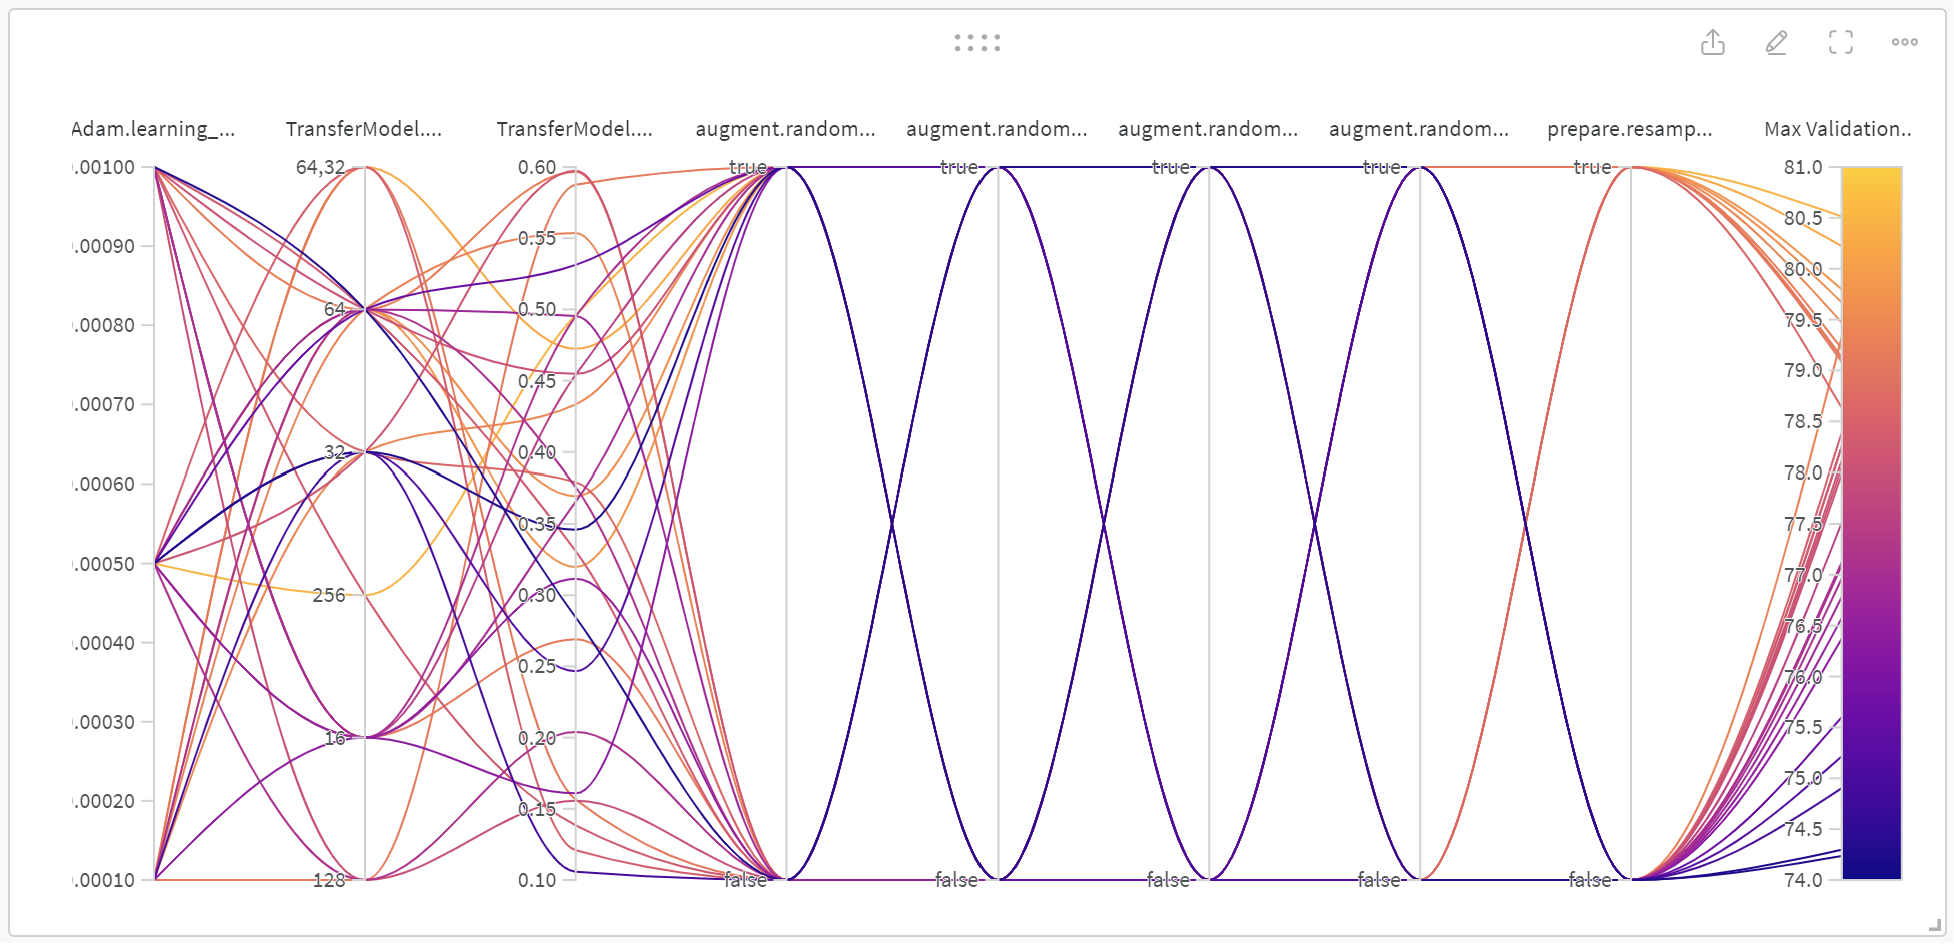 Adam.learning_...
TransferModel....
TransferModel....
augment.random...
augment.random...
augment.random...
augment.random...
prepare.resamp...
Max Validation..
.00100
.00090
.00080
.00070
.00060
.00050
.00040
.00030
.00020
.00010
64,32
64
32
256
16
128
0.60
0.55
0.50
0.45
0.40
0.35
0.30
0.25
0.20
0.15
0.10
true
false
true
false
true
false
true
false
true
false
81.0
80.5
80.0
79.5
79.0
78.5
78.0
77.5
77.0
76.5
76.0
75.5
75.0
74.5
74.0